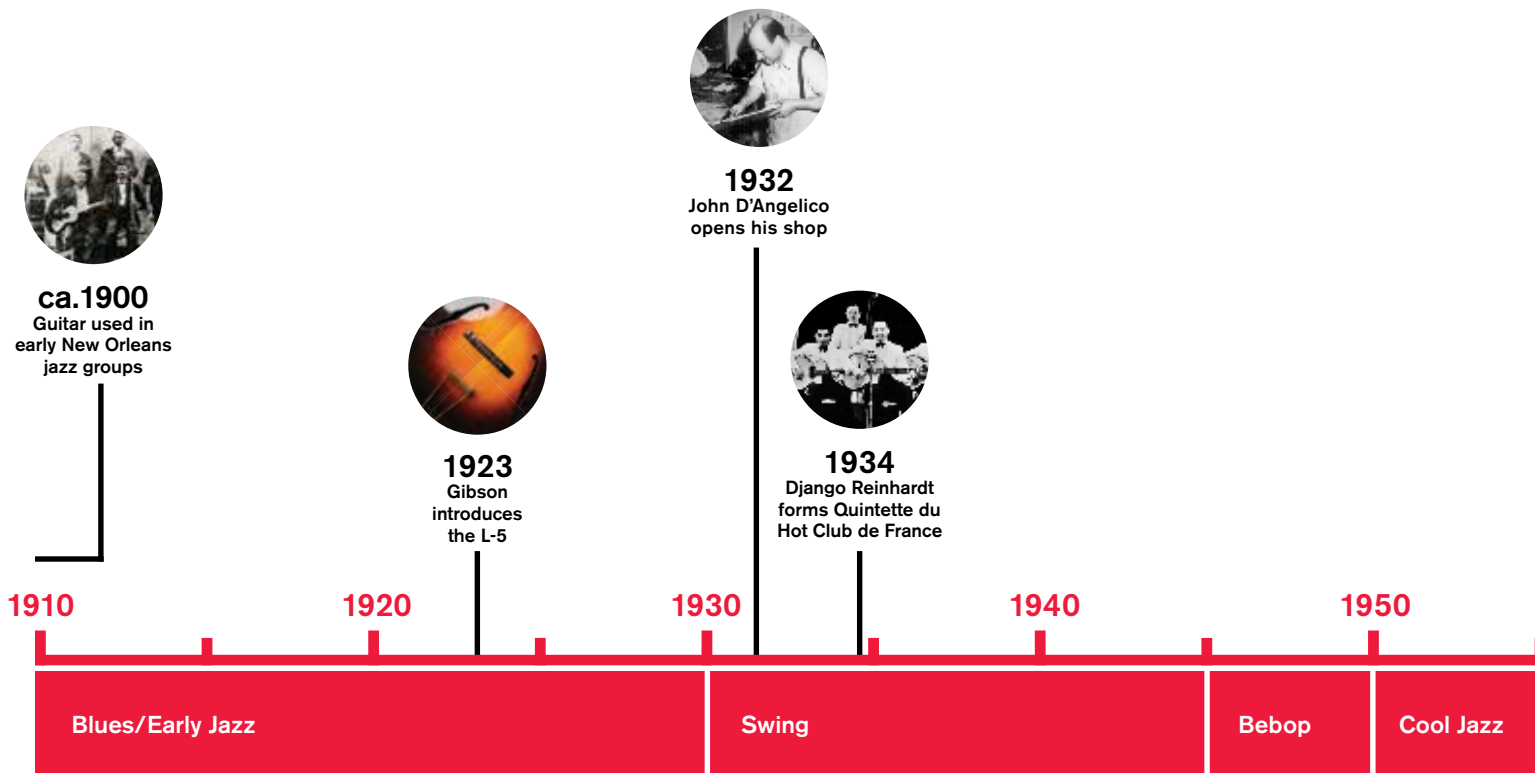 1932
John D'Angelico
opens his shop
ca.1900
Guitar used in
early New Orleans
jazz groups
1923
Gibson
introduces
the L-5
1934
Django Reinhardt
forms Quintette du
Hot Club de France
1910
1920
1930
1940
1950
Blues/Early Jazz
Swing
Bebop
Cool Jazz